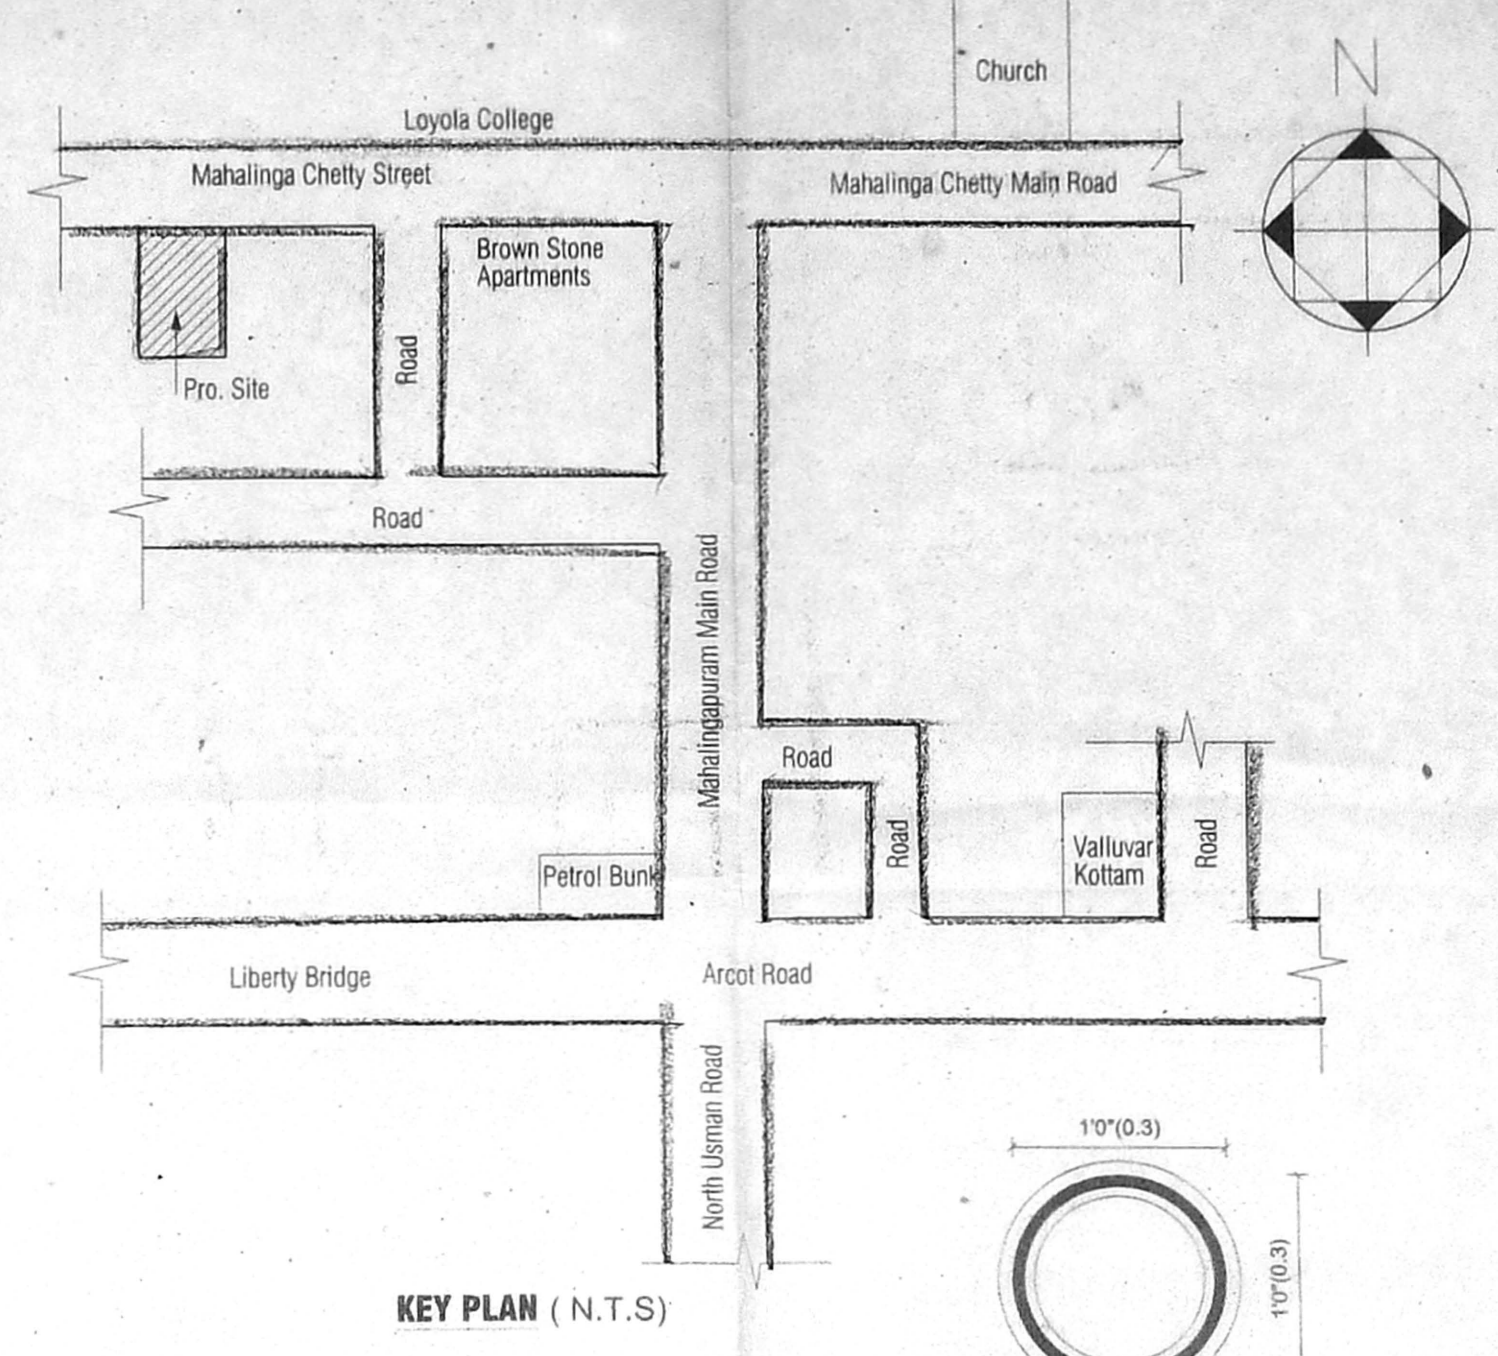 Church
N
Loyola College
Mahalinga Chetty Street
Mahalinga Chetty Main Road
Brown Stone
Apartments
Road
Pro. Site
Road
Mahalingapuram Main Road
Road
Road
Valluvar
Kottam
Road
Petrol Bunk
Liberty Bridge
Arcot Road
North Usman Road
1'0"(0.3)
1'0"(0.3)
KEY PLAN ( N.T.S)